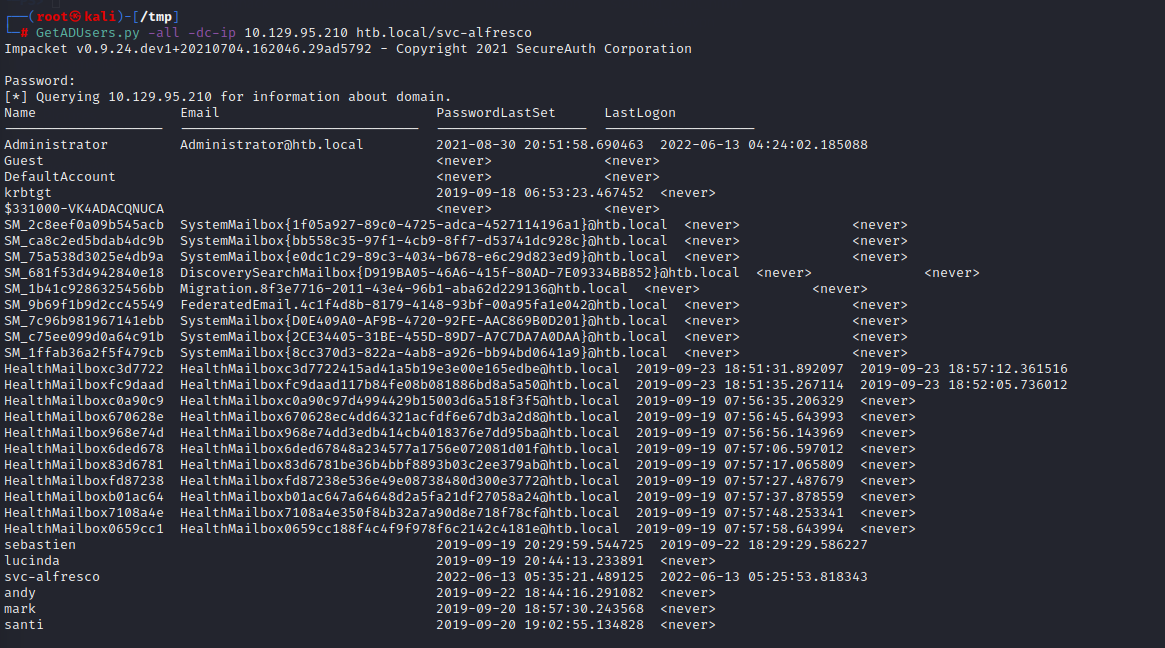 ┌──(root㉿kali)-[/tmp]
└─# GetADUsers.py -all -dc-ip 10.129.95.210 htb.local/svc-alfresco
Impacket v0.9.24.dev1+20210704.162046.29ad5792 - Copyright 2021 SecureAuth Corporation
Password:
[*] Querying 10.129.95.210 for information about domain.
Name Email PasswordLastSet LastLogon
Administrator Administrator@htb.local 2021-08-30 20:51:58.690463 2022-06-13 04:24:02.185088
Guest <never> <never>
DefaultAccount <never> <never>
krbtgt 2019-09-18 06:53:23.467452 <never>
$331000-VK4ADACQNUCA <never> <never>
SM_2c8eef0a09b545acb SystemMailbox{1f05a927-89c0-4725-adca-4527114196a1}@htb.local <never> <never>
SM_ca8c2ed5bdab4dc9b SystemMailbox{bb558c35-97f1-4cb9-8ff7-d53741dc928c}@htb.local <never> <never>
SM_75a538d3025e4db9a SystemMailbox{e0dc1c29-89c3-4034-b678-e6c29d823ed9}@htb.local <never> <never>
SM_681f53d4942840e18 DiscoverySearchMailbox{D919BA05-46A6-415f-80AD-7E09334BB852}@htb.local <never> <never>
SM_1b41c9286325456bb Migration.8f3e7716-2011-43e4-96b1-aba62d229136@htb.local <never> <never>
SM_9b69f1b9d2cc45549 FederatedEmail.4c1f4d8b-8179-4148-93bf-00a95fa1e042@htb.local <never> <never>
SM_7c96b981967141ebb SystemMailbox{D0E409A0-AF9B-4720-92FE-AAC869B0D201}@htb.local <never> <never>
SM_c75ee099d0a64c91b SystemMailbox{2CE34405-31BE-455D-89D7-A7C7DA7A0DAA}@htb.local <never> <never>
SM_1ffab36a2f5f479cb SystemMailbox{8cc370d3-822a-4ab8-a926-bb94bd0641a9}@htb.local <never> <never>
HealthMailboxc3d7722 HealthMailboxc3d7722415ad41a5b19e3e00e165edbe@htb.local 2019-09-23 18:51:31.892097 2019-09-23 18:57:12.361516
HealthMailboxfc9daad HealthMailboxfc9daad117b84fe08b081886bd8a5a50@htb.local 2019-09-23 18:51:35.267114 2019-09-23 18:52:05.736012
HealthMailboxc0a90c9 HealthMailboxc0a90c97d4994429b15003d6a518f3f5@htb.local 2019-09-19 07:56:35.206329 <never>
HealthMailbox670628e HealthMailbox670628ec4dd64321acfdf6e67db3a2d8@htb.local 2019-09-19 07:56:45.643993 <never>
HealthMailbox968e74d HealthMailbox968e74dd3edb414cb4018376e7dd95ba@htb.local 2019-09-19 07:56:56.143969 <never>
HealthMailbox6ded678 HealthMailbox6ded67848a234577a1756e072081d01f@htb.local 2019-09-19 07:57:06.597012 <never>
HealthMailbox83d6781 HealthMailbox83d6781be36b4bbf8893b03c2ee379ab@htb.local 2019-09-19 07:57:17.065809 <never>
HealthMailboxfd87238 HealthMailboxfd87238e536e49e08738480d300e3772@htb.local 2019-09-19 07:57:27.487679 <never>
HealthMailboxb01ac64 HealthMailboxb01ac647a64648d2a5fa21df27058a24@htb.local 2019-09-19 07:57:37.878559 <never>
HealthMailbox7108a4e HealthMailbox7108a4e350f84b32a7a90d8e718f78cf@htb.local 2019-09-19 07:57:48.253341 <never>
HealthMailbox0659cc1 HealthMailbox0659cc188f4c4f9f978f6c2142c4181e@htb.local 2019-09-19 07:57:58.643994 <never>
sebastien 2019-09-19 20:29:59.544725 2019-09-22 18:29:29.586227
lucinda 2019-09-19 20:44:13.233891 <never>
svc-alfresco 2022-06-13 05:35:21.489125 2022-06-13 05:25:53.818343
andy 2019-09-22 18:44:16.291082 <never>
mark 2019-09-20 18:57:30.243568 <never>
santi 2019-09-20 19:02:55.134828 <never>